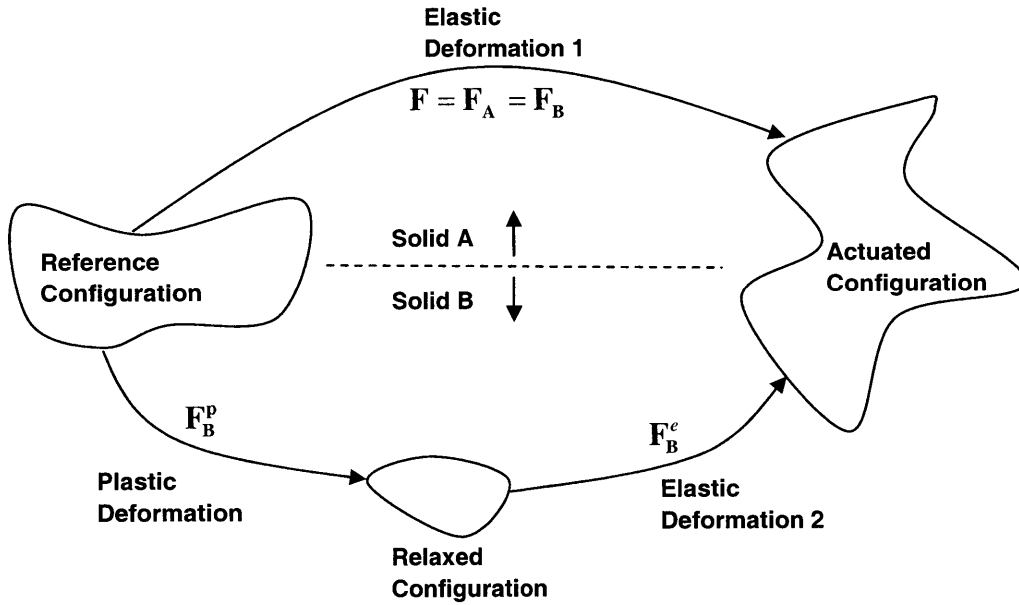 Elastic
Deformation 1
F = F_A = F_B
Solid A
Reference
Configuration
Actuated
Configuration
Solid B
F_B^p
F_B^e
Plastic
Deformation
Elastic
Deformation 2
Relaxed
Configuration